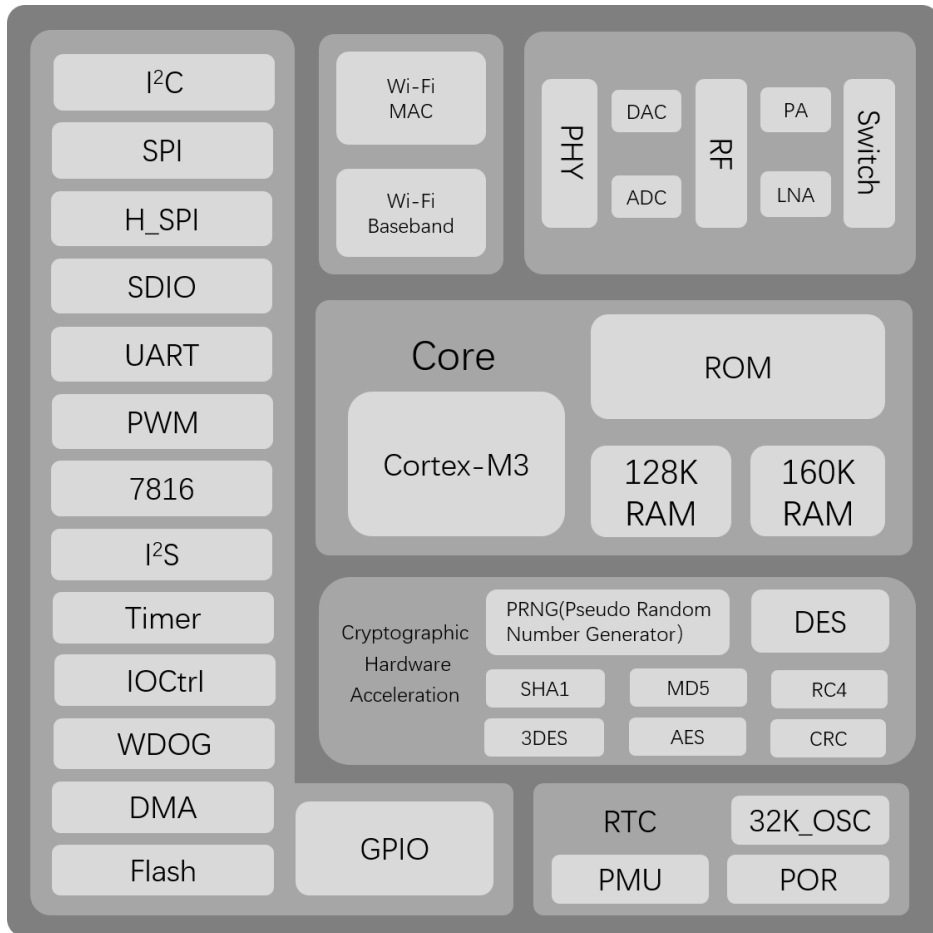 I²C
SPI
H_SPI
SDIO
UART
PWM
7816
I²S
Timer
IOCtrl
WDOG
DMA
Flash
GPIO
Wi-Fi
MAC
Wi-Fi
Baseband
PHY
DAC
ADC
RF
PA
LNA
Switch
Core
Cortex-M3
ROM
128K
RAM
160K
RAM
Cryptographic
Hardware
Acceleration
PRNG(Pseudo Random
Number Generator)
DES
SHA1
MD5
RC4
3DES
AES
CRC
RTC
32K_OSC
PMU
POR